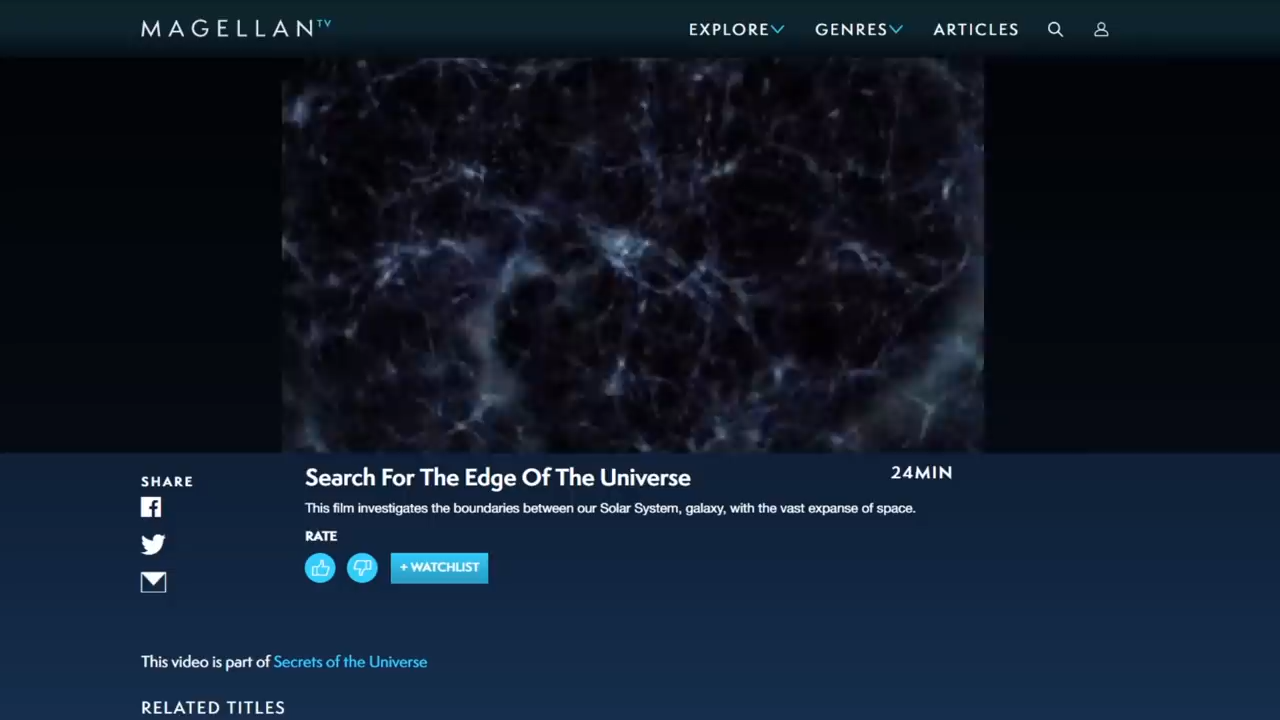 MAGELLANTV
EXPLORE
GENRES
ARTICLES
SHARE
Search For The Edge Of The Universe
24MIN
This film investigates the boundaries between our Solar System, galaxy, with the vast expanse of space.
RATE
+ WATCHLIST
This video is part of Secrets of the Universe
RELATED TITLES